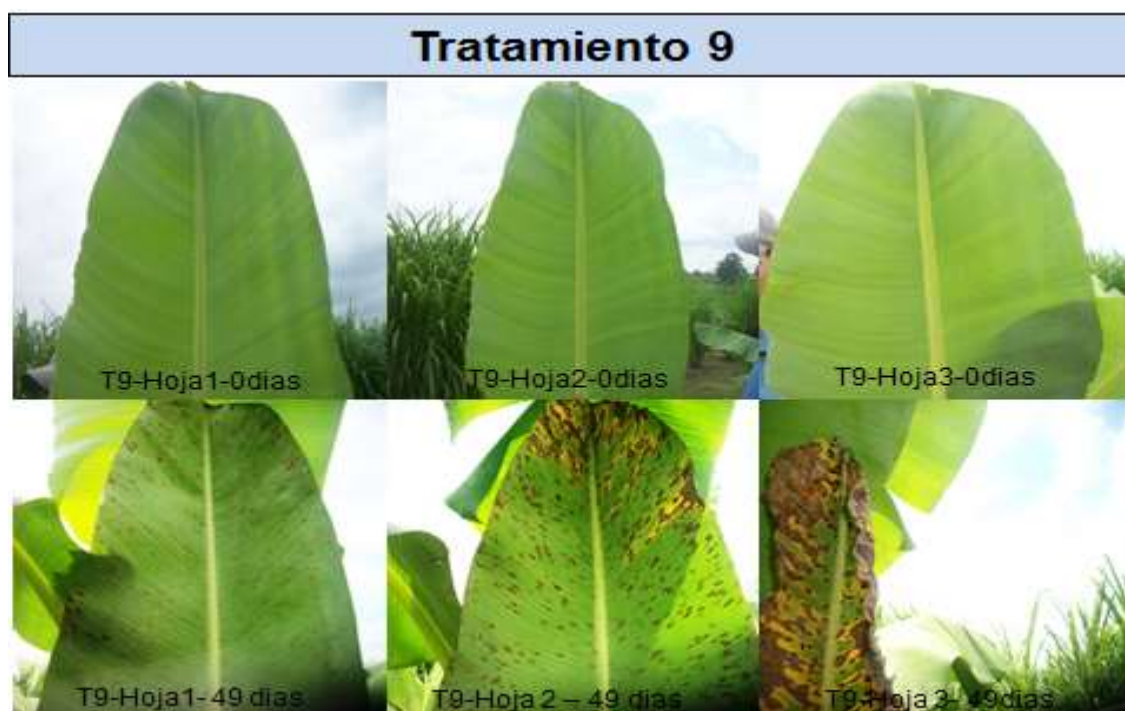 Tratamiento 9
T9-Hoja1-0dias
T9-Hoja2-0dias
T9-Hoja3-0dias
T9-Hoja1-49 dias
T9-Hoja 2 – 49 dias
T9-Hoja 3-49dias